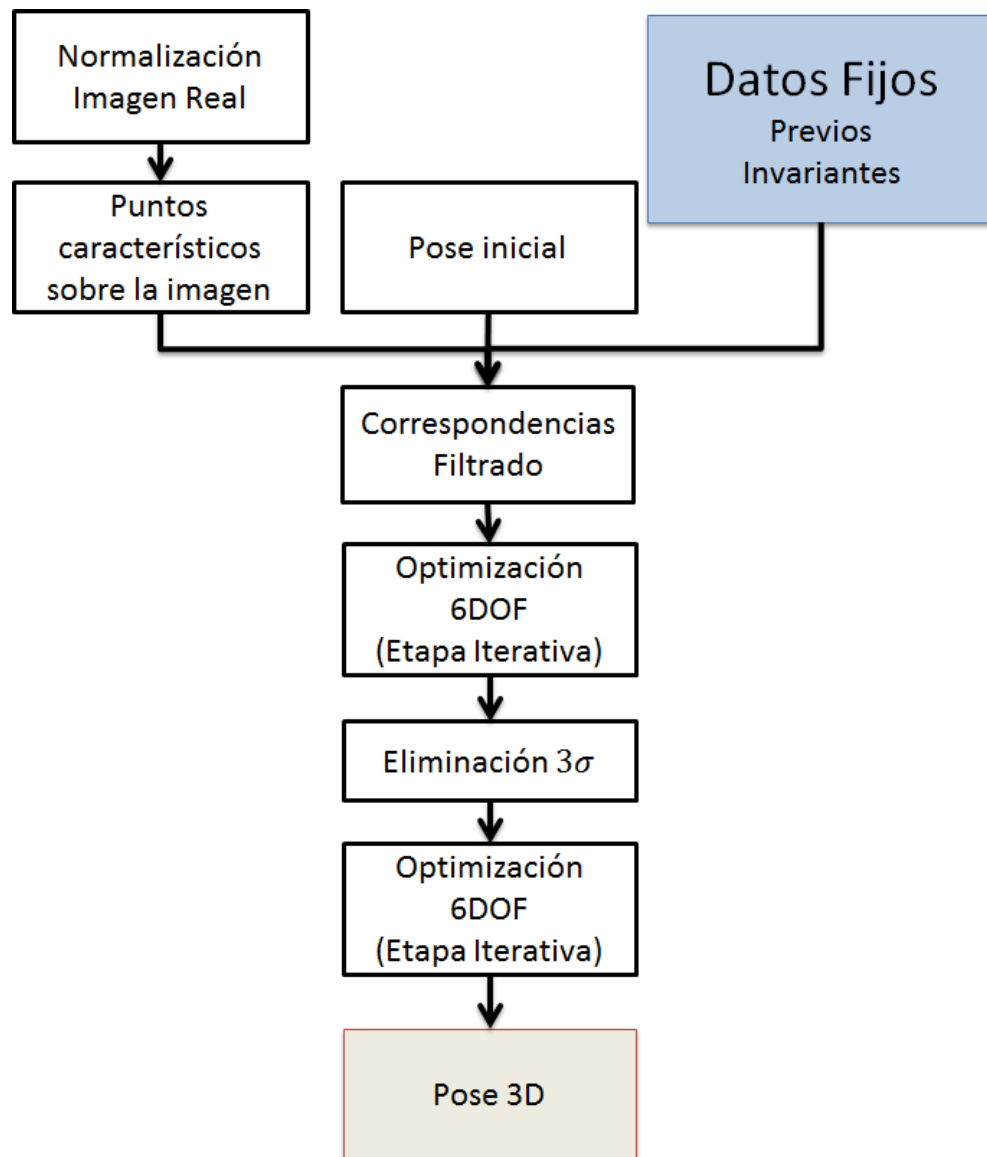 Normalización
Imagen Real
Datos Fijos
Previos
Invariantes
Puntos
característicos
sobre la imagen
Pose inicial
Correspondencias
Filtrado
Optimización
6DOF
(Etapa Iterativa)
Eliminación 3σ
Optimización
6DOF
(Etapa Iterativa)
Pose 3D